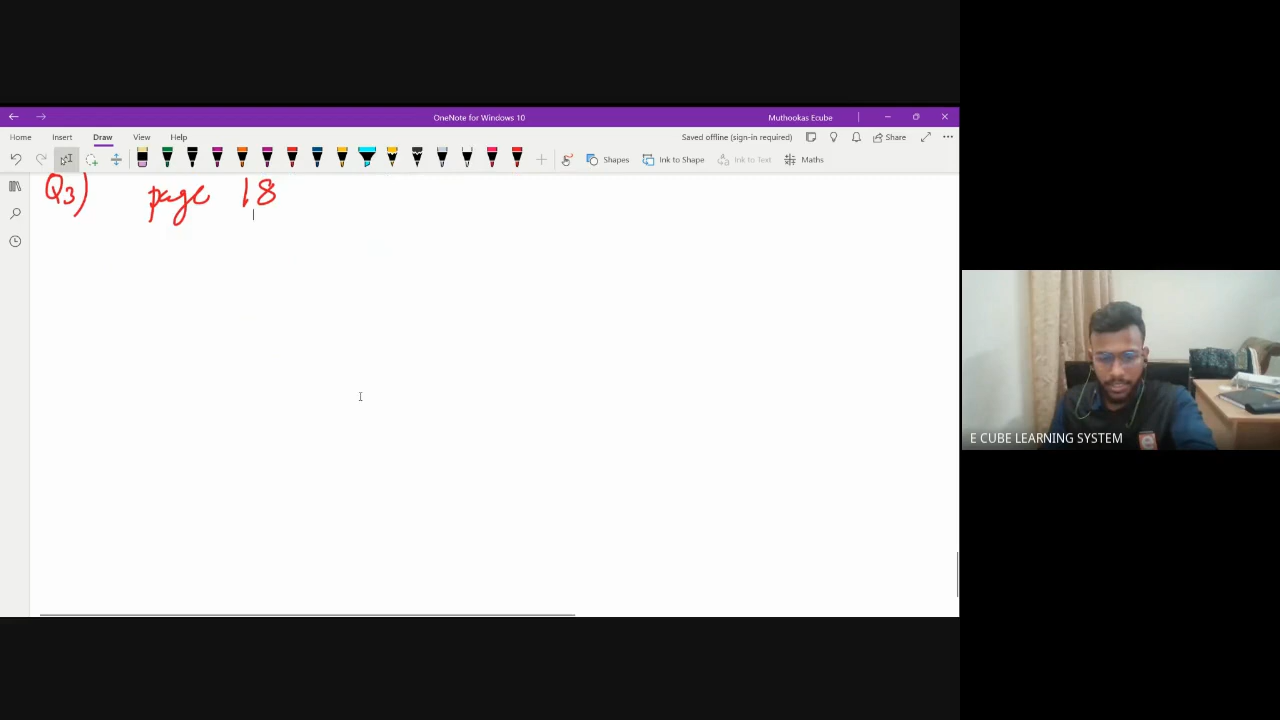 OneNote for Windows 10
Muthookas Ecube
Home Insert Draw View Help
Saved offline (sign-in required) Share
Shapes Ink to Shape Ink to Text Maths
Q3) page 18
E CUBE LEARNING SYSTEM